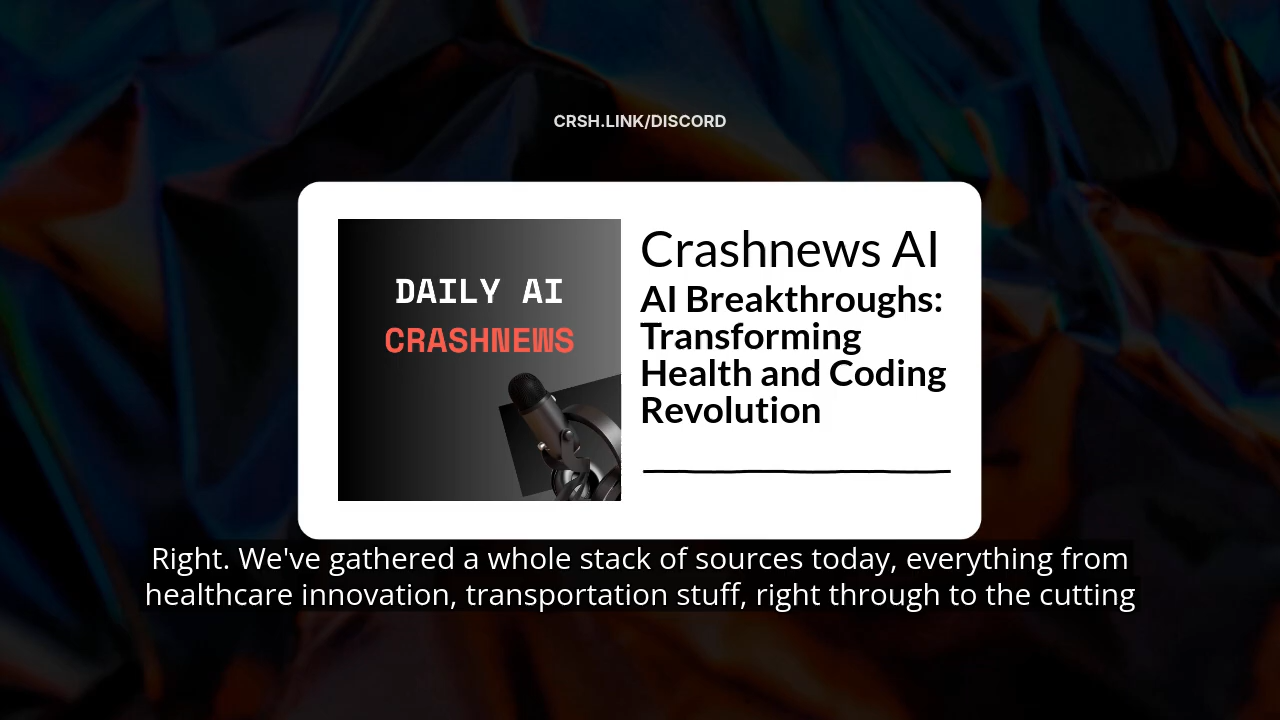 CRSH.LINK/DISCORD
DAILY AI
CRASHNEWS
Crashnews AI
AI Breakthroughs:
Transforming
Health and Coding
Revolution
Right. We've gathered a whole stack of sources today, everything from
healthcare innovation, transportation stuff, right through to the cutting